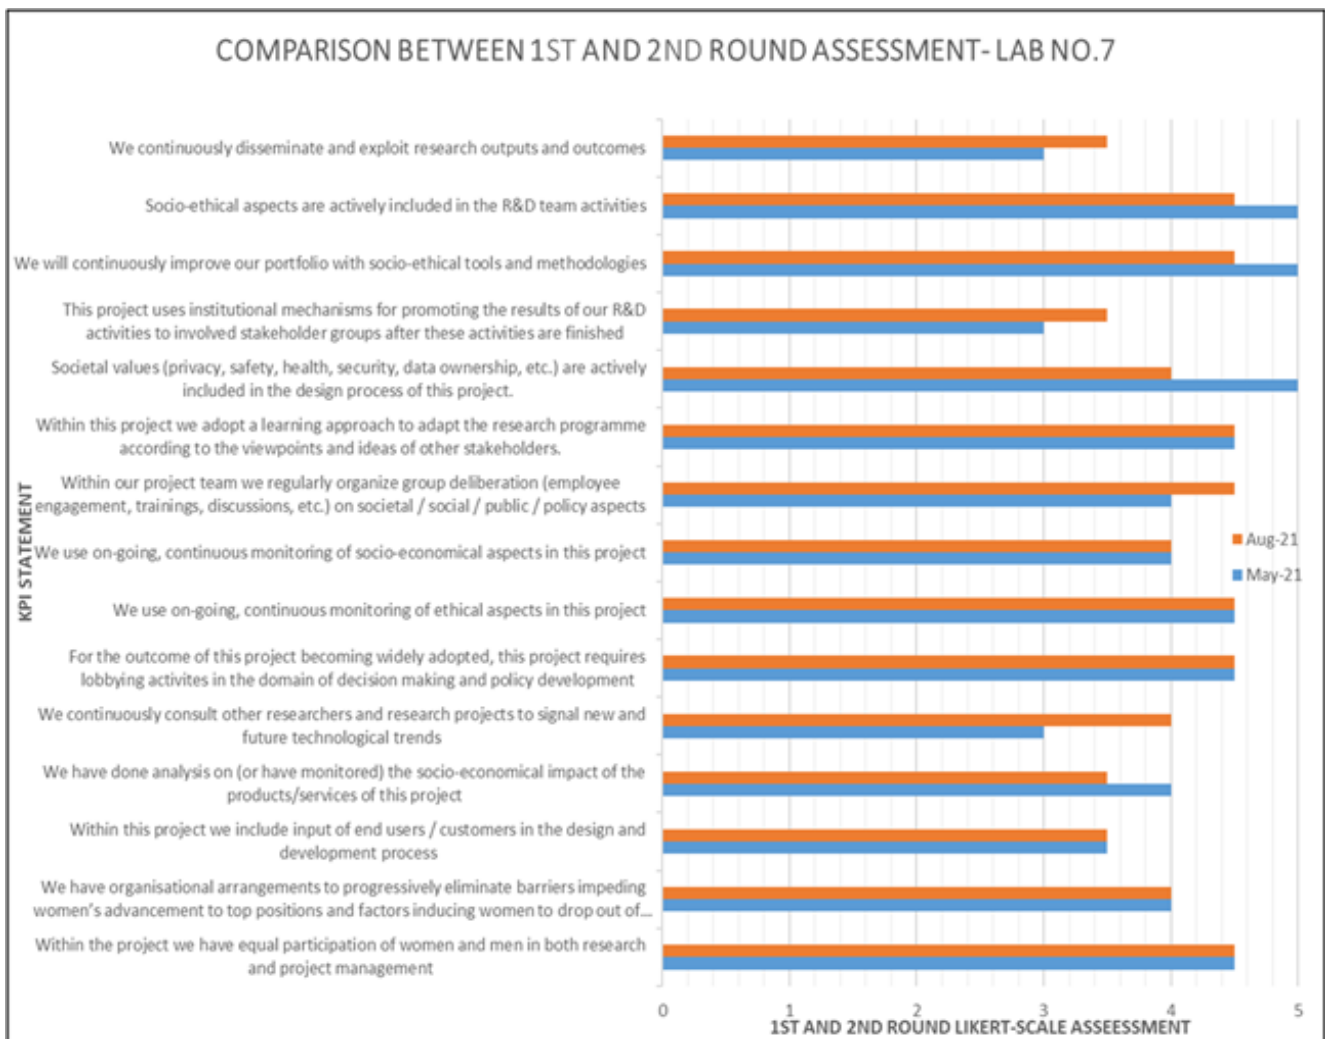 COMPARISON BETWEEN 1ST AND 2ND ROUND ASSESSMENT- LAB NO.7
We continuously disseminate and exploit research outputs and outcomes
Socio-ethical aspects are actively included in the R&D team activities
We will continuously improve our portfolio with socio-ethical tools and methodologies
This project uses institutional mechanisms for promoting the results of our R&D
activities to involved stakeholder groups after these activities are finished
Societal values (privacy, safety, health, security, data ownership, etc.) are actively
included in the design process of this project.
Within this project we adopt a learning approach to adapt the research programme
according to the viewpoints and ideas of other stakeholders.
Within our project team we regularly organize group deliberation (employee
engagement, trainings, discussions, etc.) on societal / social / public / policy aspects
We use on-going, continuous monitoring of socio-economical aspects in this project
We use on-going, continuous monitoring of ethical aspects in this project
For the outcome of this project becoming widely adopted, this project requires
lobbying activites in the domain of decision making and policy development
We continuously consult other researchers and research projects to signal new and
future technological trends
We have done analysis on (or have monitored) the socio-economical impact of the
products/services of this project
Within this project we include input of end users / customers in the design and
development process
We have organisational arrangements to progressively eliminate barriers impeding
women's advancement to top positions and factors inducing women to drop out of...
Within the project we have equal participation of women and men in both research
and project management
KPI STATEMENT
Aug-21
May-21
0 1 2 3 4 5
1ST AND 2ND ROUND LIKERT-SCALE ASSEESSMENT